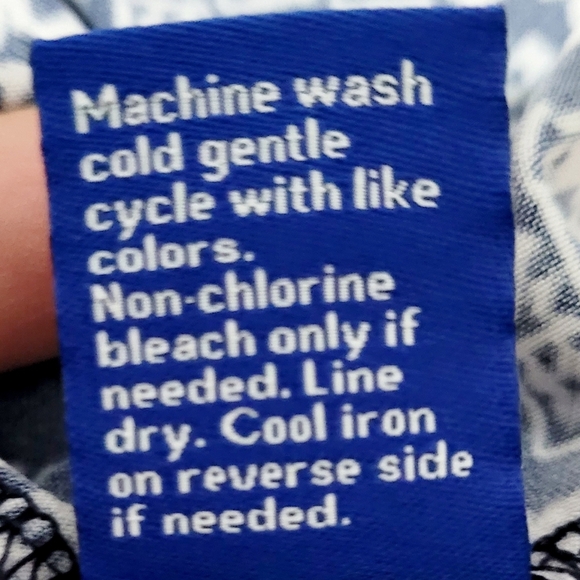 Machine wash
cold gentle
cycle with like
colors.
Non-chlorine
bleach only if
needed. Line
dry. Cool iron
on reverse side
if needed.